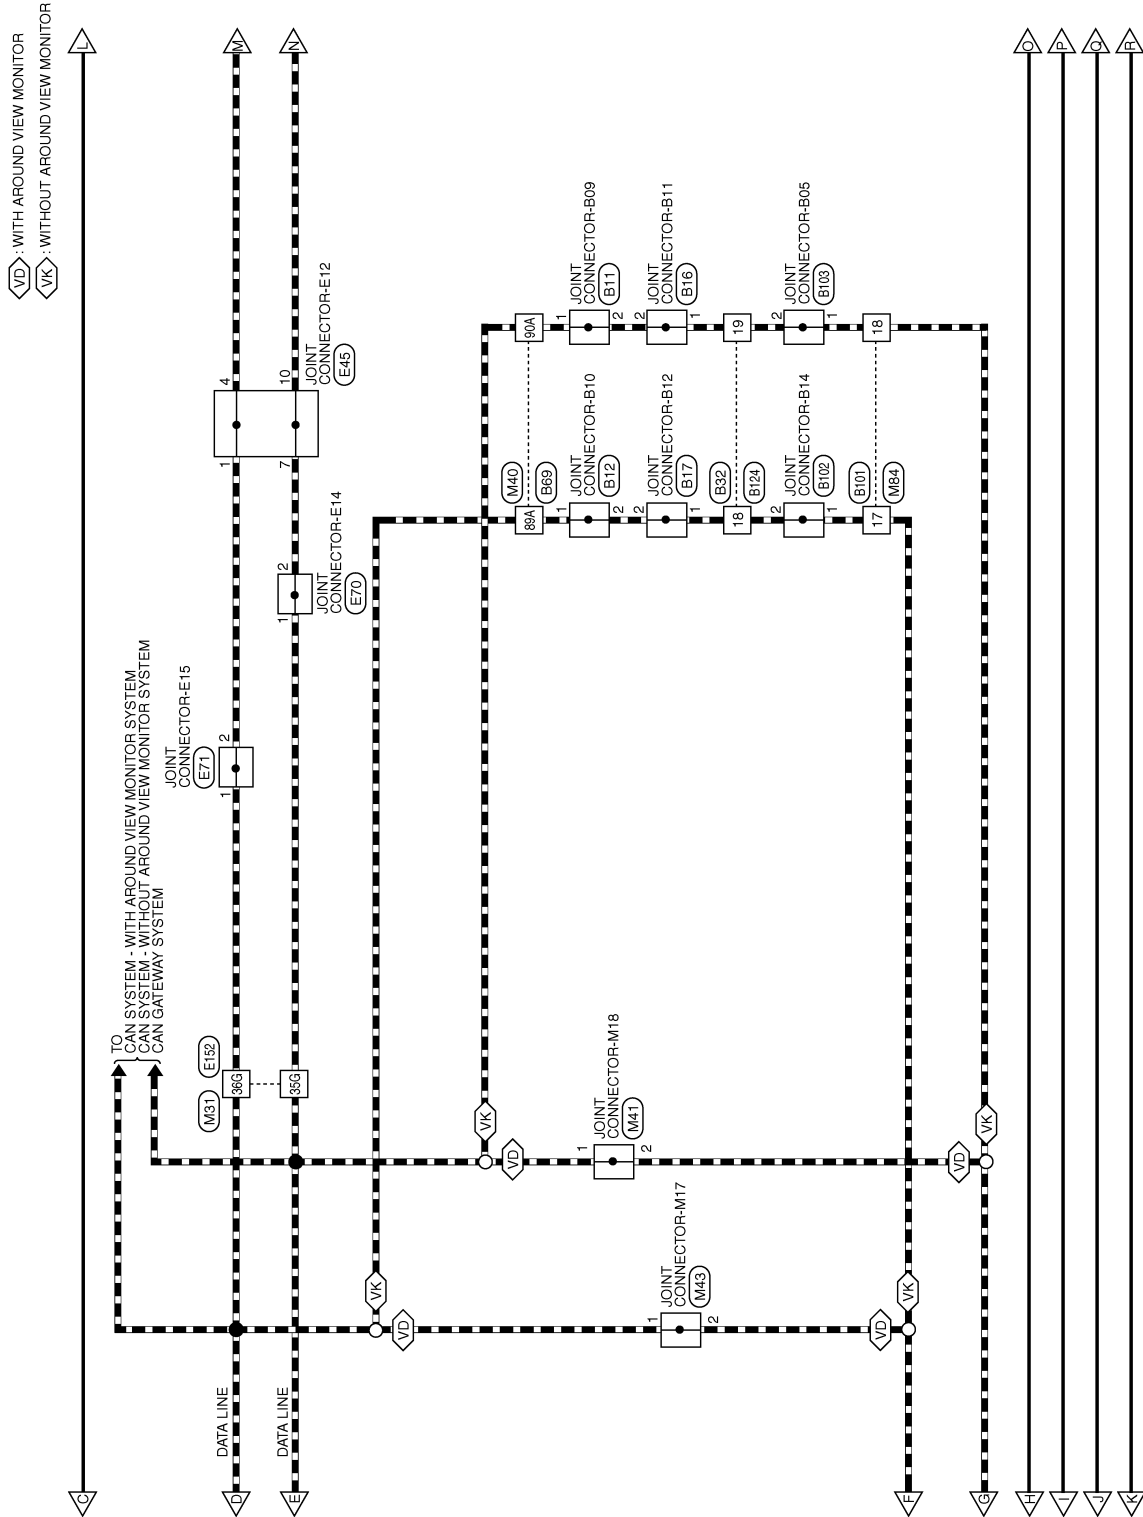 VD : WITH AROUND VIEW MONITOR
VK : WITHOUT AROUND VIEW MONITOR
C
L
TO
CAN SYSTEM - WITH AROUND VIEW MONITOR SYSTEM
CAN SYSTEM - WITHOUT AROUND VIEW MONITOR SYSTEM
CAN GATEWAY SYSTEM
JOINT
CONNECTOR-E15
E71
M31
E152
D
DATA LINE
36G
1
2
1
4
M
E
DATA LINE
35G
1
2
7
10
N
JOINT
CONNECTOR-E14
E70
JOINT
CONNECTOR-E12
E45
VK
VD
VK
VD
M40
B69
89A
90A
1
JOINT
CONNECTOR-B10
B12
2
1
JOINT
CONNECTOR-B09
B11
2
2
JOINT
CONNECTOR-B12
B17
1
2
JOINT
CONNECTOR-B11
B16
1
1
JOINT
CONNECTOR-M18
M41
2
1
JOINT
CONNECTOR-M17
M43
2
B32
B124
18
19
2
JOINT
CONNECTOR-B14
B102
1
2
JOINT
CONNECTOR-B05
B103
1
B101
M84
17
18
VD
VK
VD
VK
F
G
H
O
I
P
J
Q
K
R